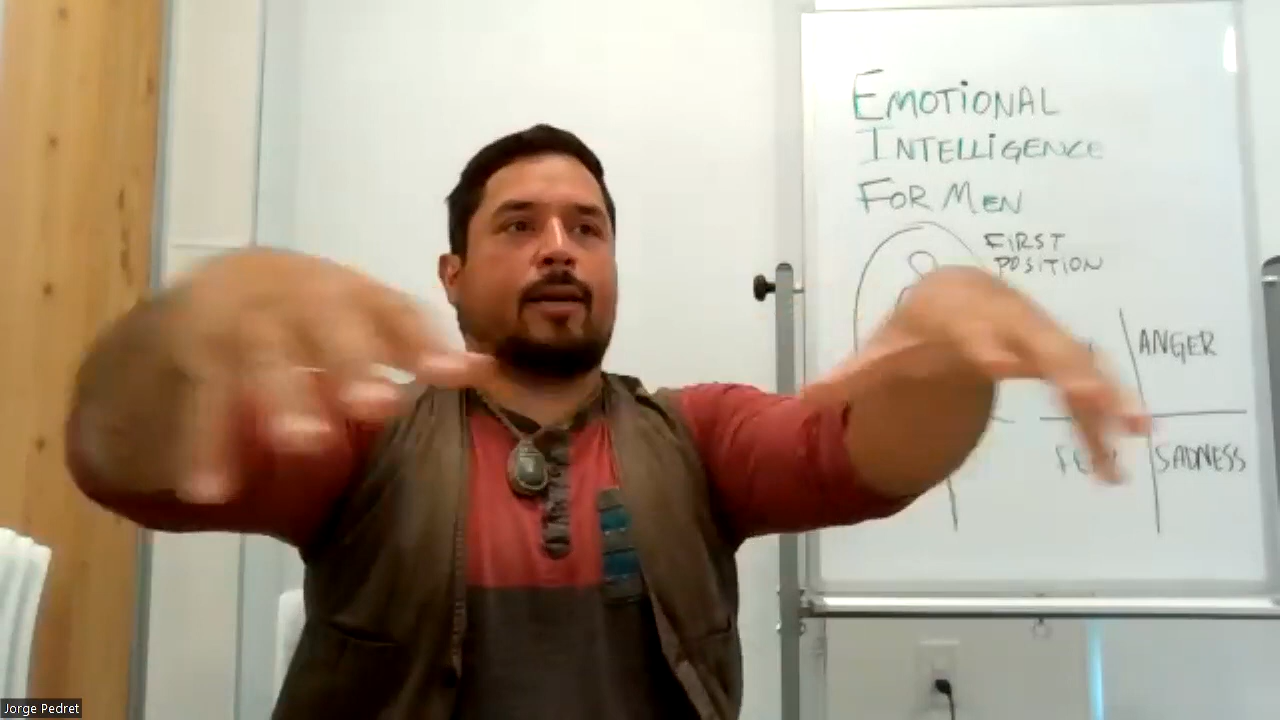 EMOTIONAL
INTELLIGENCE
FOR MEN
FIRST
POSITION
ANGER
SADNESS
Jorge Pedret